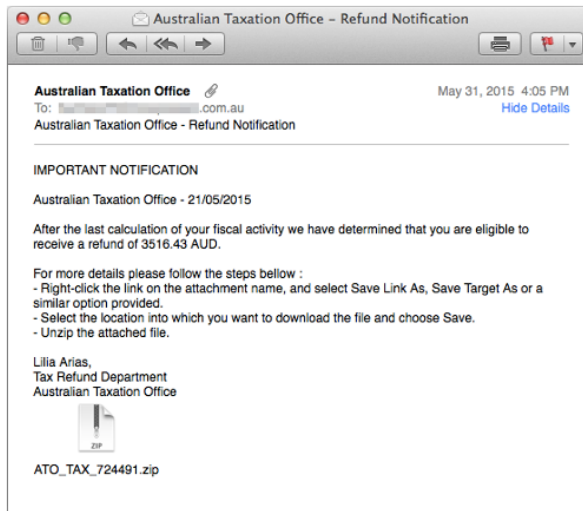 Australian Taxation Office – Refund Notification
Australian Taxation Office
May 31, 2015 4:05 PM
To: .com.au
Hide Details
Australian Taxation Office - Refund Notification
IMPORTANT NOTIFICATION
Australian Taxation Office - 21/05/2015
After the last calculation of your fiscal activity we have determined that you are eligible to
receive a refund of 3516.43 AUD.
For more details please follow the steps bellow :
- Right-click the link on the attachment name, and select Save Link As, Save Target As or a
similar option provided.
- Select the location into which you want to download the file and choose Save.
- Unzip the attached file.
Lilia Arias,
Tax Refund Department
Australian Taxation Office
ZIP
ATO_TAX_724491.zip